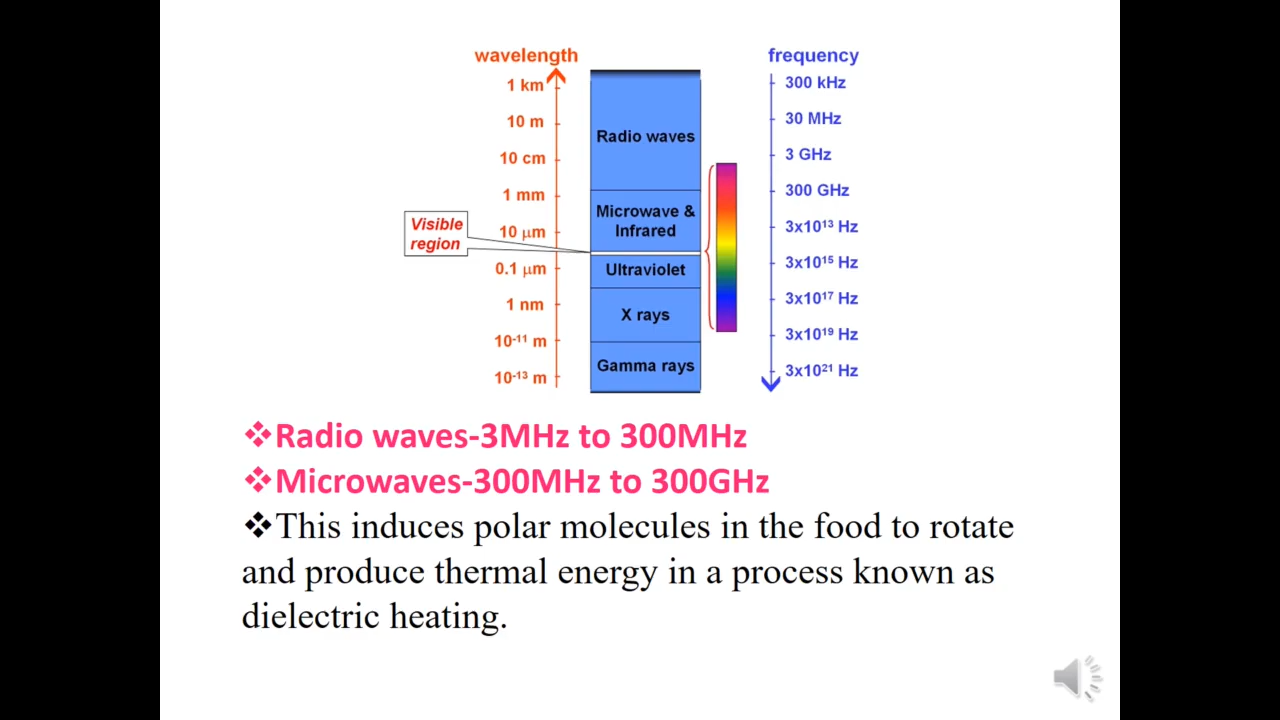 wavelength
1 km
10 m
10 cm
1 mm
10 μm
0.1 μm
1 nm
10⁻¹¹ m
10⁻¹³ m
Visible
region
Radio waves
Microwave &
Infrared
Ultraviolet
X rays
Gamma rays
frequency
300 kHz
30 MHz
3 GHz
300 GHz
3x10¹³ Hz
3x10¹⁵ Hz
3x10¹⁷ Hz
3x10¹⁹ Hz
3x10²¹ Hz
❖Radio waves-3MHz to 300MHz
❖Microwaves-300MHz to 300GHz
❖This induces polar molecules in the food to rotate
and produce thermal energy in a process known as
dielectric heating.